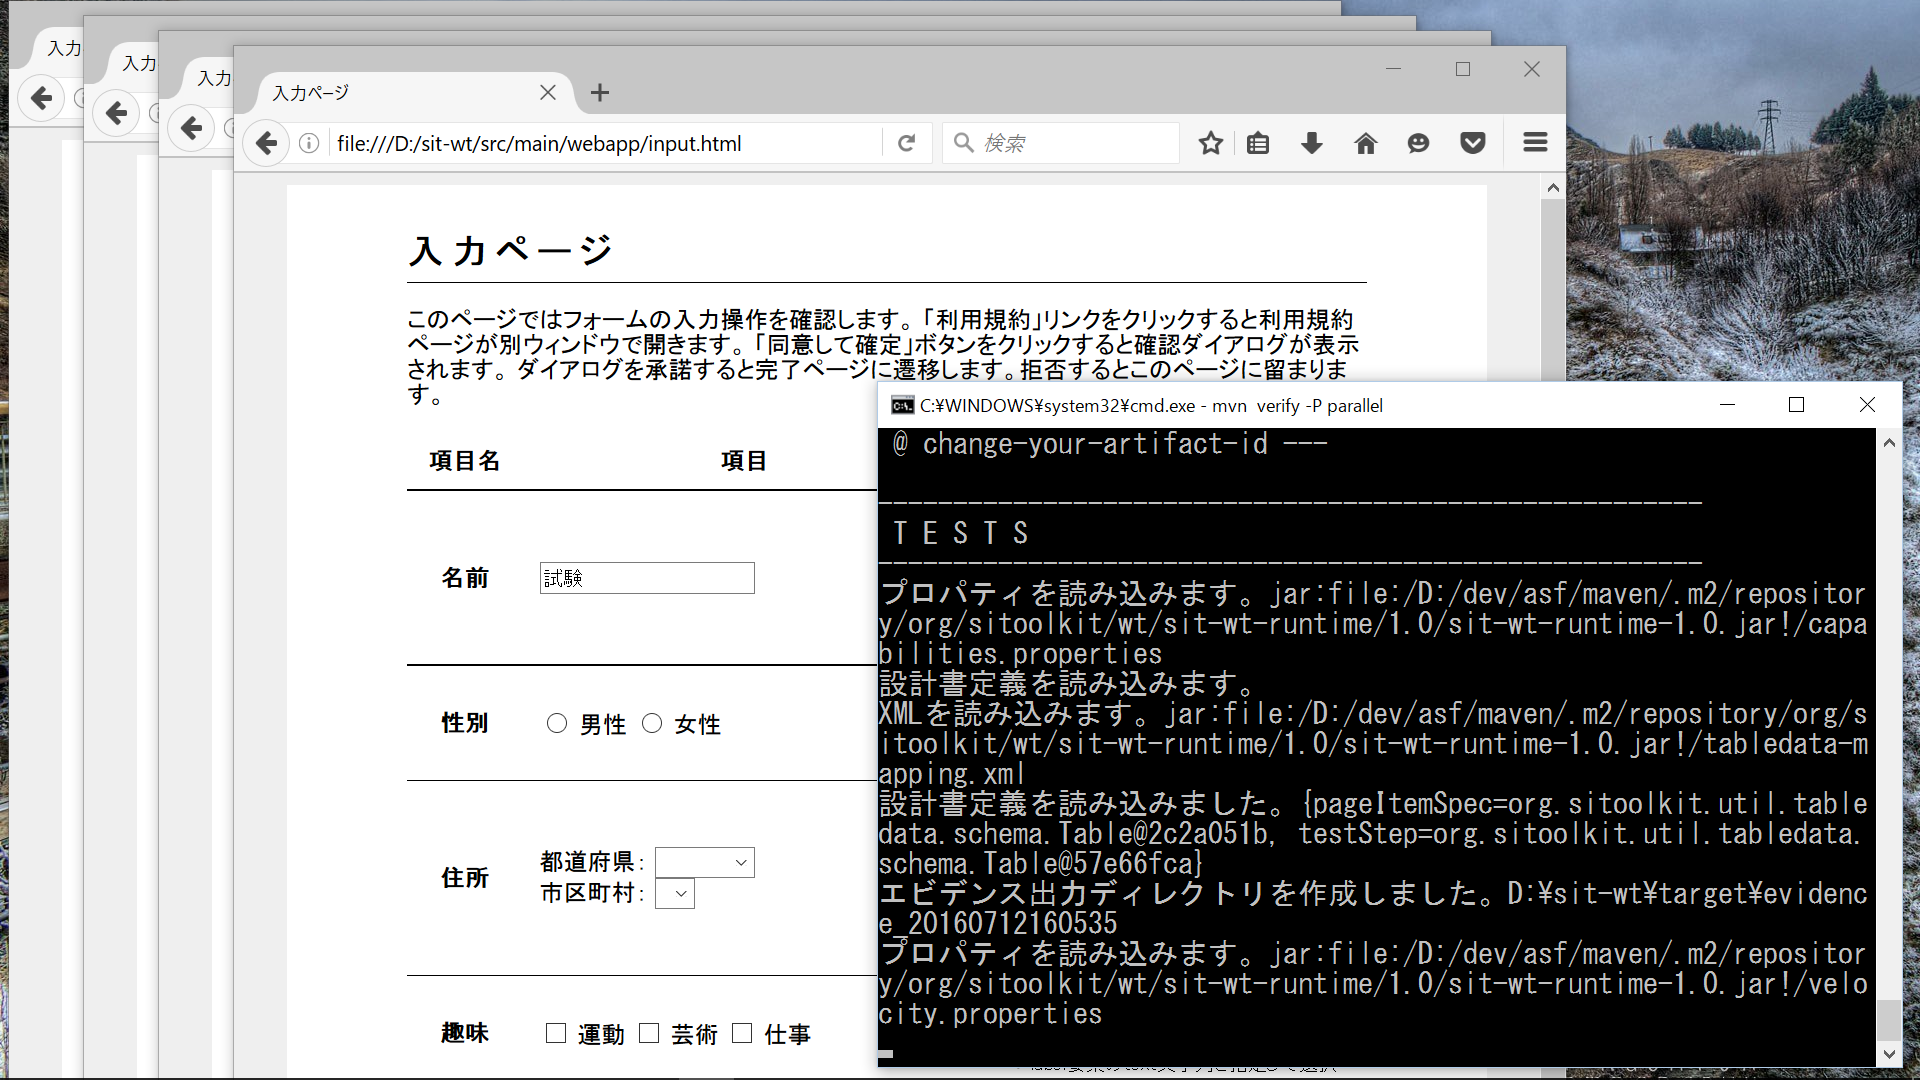 入力
入力
入力
入力ページ
file:///D:/sit-wt/src/main/webapp/input.html
検索
入力ページ
このページではフォームの入力操作を確認します。「利用規約」リンクをクリックすると利用規約
ページが別ウィンドウで開きます。「同意して確定」ボタンをクリックすると確認ダイアログが表示
されます。ダイアログを承諾すると完了ページに遷移します。拒否するとこのページに留まりま
す。
項目名 項目
名前 試験
性別 男性 女性
住所 都道府県:
市区町村:
趣味 運動 芸術 仕事
C:¥WINDOWS¥system32¥cmd.exe - mvn  verify -P parallel
@ change-your-artifact-id ---
-------------------------------------------------------
T E S T S
-------------------------------------------------------
プロパティを読み込みます。jar:file:/D:/dev/asf/maven/.m2/repositor
y/org/sitoolkit/wt/sit-wt-runtime/1.0/sit-wt-runtime-1.0.jar!/capa
bilities.properties
設計書定義を読み込みます。
XMLを読み込みます。jar:file:/D:/dev/asf/maven/.m2/repository/org/s
itoolkit/wt/sit-wt-runtime/1.0/sit-wt-runtime-1.0.jar!/tabledata-m
apping.xml
設計書定義を読み込みました。{pageItemSpec=org.sitoolkit.util.table
data.schema.Table@2c2a051b, testStep=org.sitoolkit.util.tabledata.
schema.Table@57e66fca}
エビデンス出力ディレクトリを作成しました。D:¥sit-wt¥target¥evidenc
e_20160712160535
プロパティを読み込みます。jar:file:/D:/dev/asf/maven/.m2/repositor
y/org/sitoolkit/wt/sit-wt-runtime/1.0/sit-wt-runtime-1.0.jar!/velo
city.properties